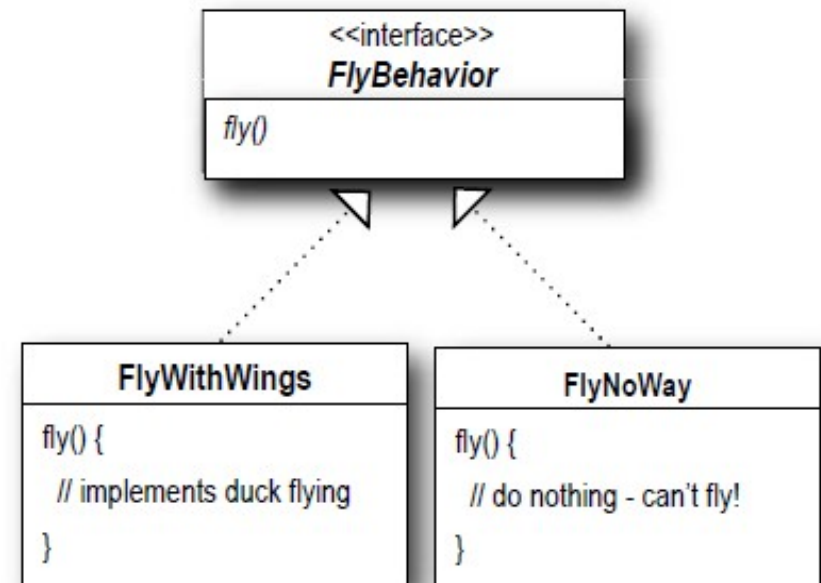 <<interface>>
FlyBehavior
fly()
FlyWithWings
fly() {
// implements duck flying
}
FlyNoWay
fly() {
// do nothing - can't fly!
}